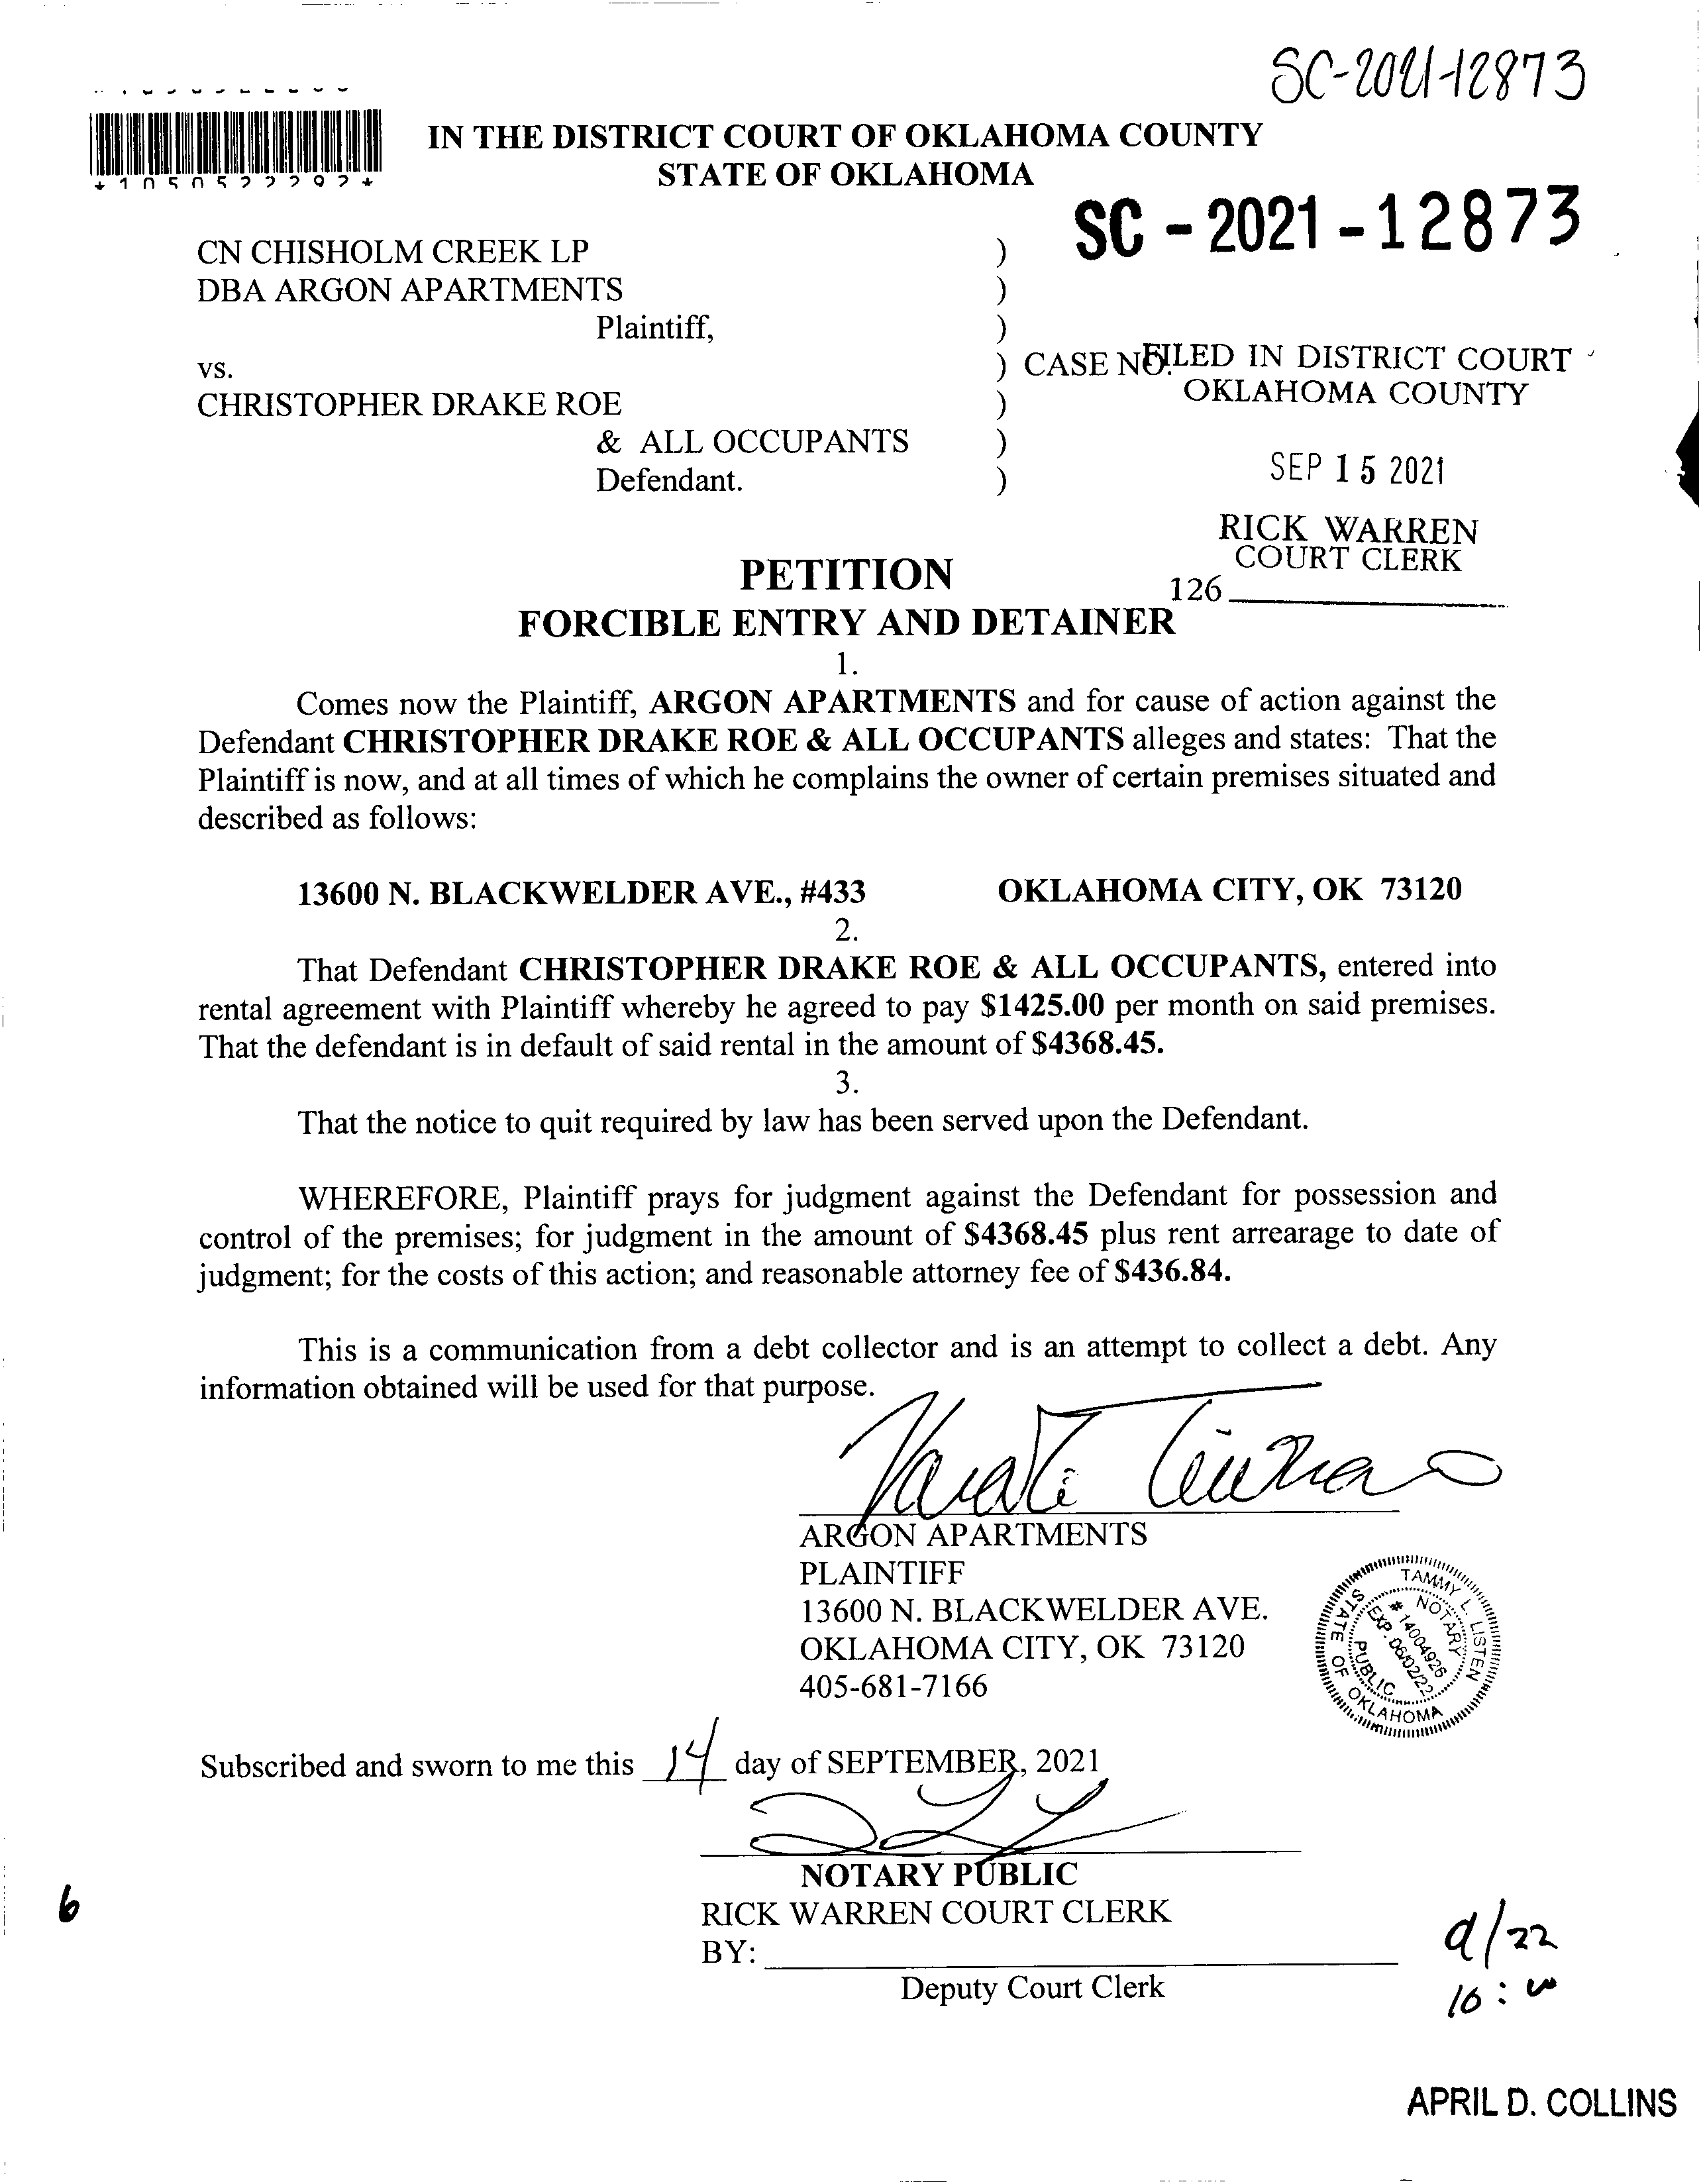 SC-2021-12873
*1050522292*
IN THE DISTRICT COURT OF OKLAHOMA COUNTY
STATE OF OKLAHOMA
SC - 2021 - 12873
CN CHISHOLM CREEK LP )
DBA ARGON APARTMENTS )
Plaintiff, )
vs. ) CASE NO.
CHRISTOPHER DRAKE ROE )
& ALL OCCUPANTS )
Defendant. )
FILED IN DISTRICT COURT
OKLAHOMA COUNTY
SEP 15 2021
RICK WARREN
COURT CLERK
126
PETITION
FORCIBLE ENTRY AND DETAINER
1.
Comes now the Plaintiff, ARGON APARTMENTS and for cause of action against the
Defendant CHRISTOPHER DRAKE ROE & ALL OCCUPANTS alleges and states: That the
Plaintiff is now, and at all times of which he complains the owner of certain premises situated and
described as follows:
13600 N. BLACKWELDER AVE., #433 OKLAHOMA CITY, OK 73120
2.
That Defendant CHRISTOPHER DRAKE ROE & ALL OCCUPANTS, entered into
rental agreement with Plaintiff whereby he agreed to pay $1425.00 per month on said premises.
That the defendant is in default of said rental in the amount of $4368.45.
3.
That the notice to quit required by law has been served upon the Defendant.
WHEREFORE, Plaintiff prays for judgment against the Defendant for possession and
control of the premises; for judgment in the amount of $4368.45 plus rent arrearage to date of
judgment; for the costs of this action; and reasonable attorney fee of $436.84.
This is a communication from a debt collector and is an attempt to collect a debt. Any
information obtained will be used for that purpose.
ARGON APARTMENTS
PLAINTIFF
13600 N. BLACKWELDER AVE.
OKLAHOMA CITY, OK 73120
405-681-7166
TAMMY L. LISTEN
NOTARY
# 14004926
EXP. 06/02/22
PUBLIC
STATE OF OKLAHOMA
Subscribed and sworn to me this 14 day of SEPTEMBER, 2021
NOTARY PUBLIC
RICK WARREN COURT CLERK
BY:
Deputy Court Clerk
6
9/22
APRIL D. COLLINS